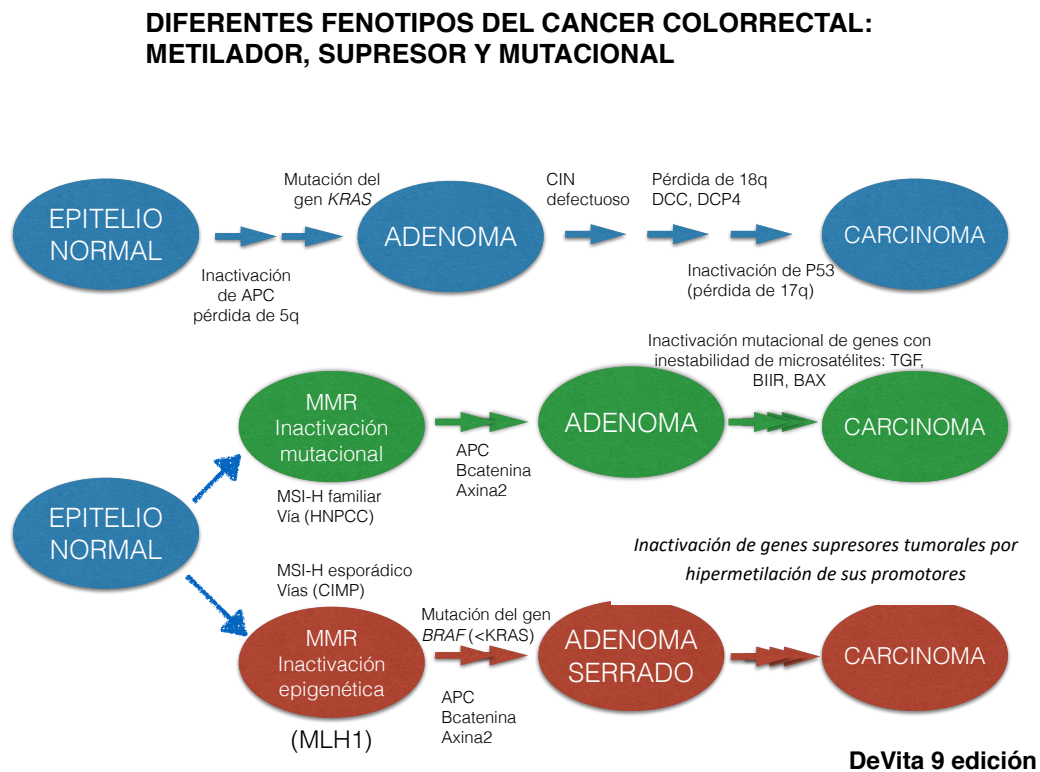 DIFERENTES FENOTIPOS DEL CANCER COLORRECTAL:
METILADOR, SUPRESOR Y MUTACIONAL
EPITELIO
NORMAL
Inactivación
de APC
pérdida de 5q
Mutación del
gen KRAS
ADENOMA
CIN
defectuoso
Pérdida de 18q
DCC, DCP4
Inactivación de P53
(pérdida de 17q)
CARCINOMA
EPITELIO
NORMAL
MMR
Inactivación
mutacional
MSI-H familiar
Vía (HNPCC)
APC
Bcatenina
Axina2
ADENOMA
Inactivación mutacional de genes con
inestabilidad de microsatélites: TGF,
BIIR, BAX
CARCINOMA
MSI-H esporádico
Vías (CIMP)
MMR
Inactivación
epigenética
(MLH1)
Mutación del gen
BRAF (<KRAS)
APC
Bcatenina
Axina2
ADENOMA
SERRADO
Inactivación de genes supresores tumorales por
hipermetilación de sus promotores
CARCINOMA
DeVita 9 edición